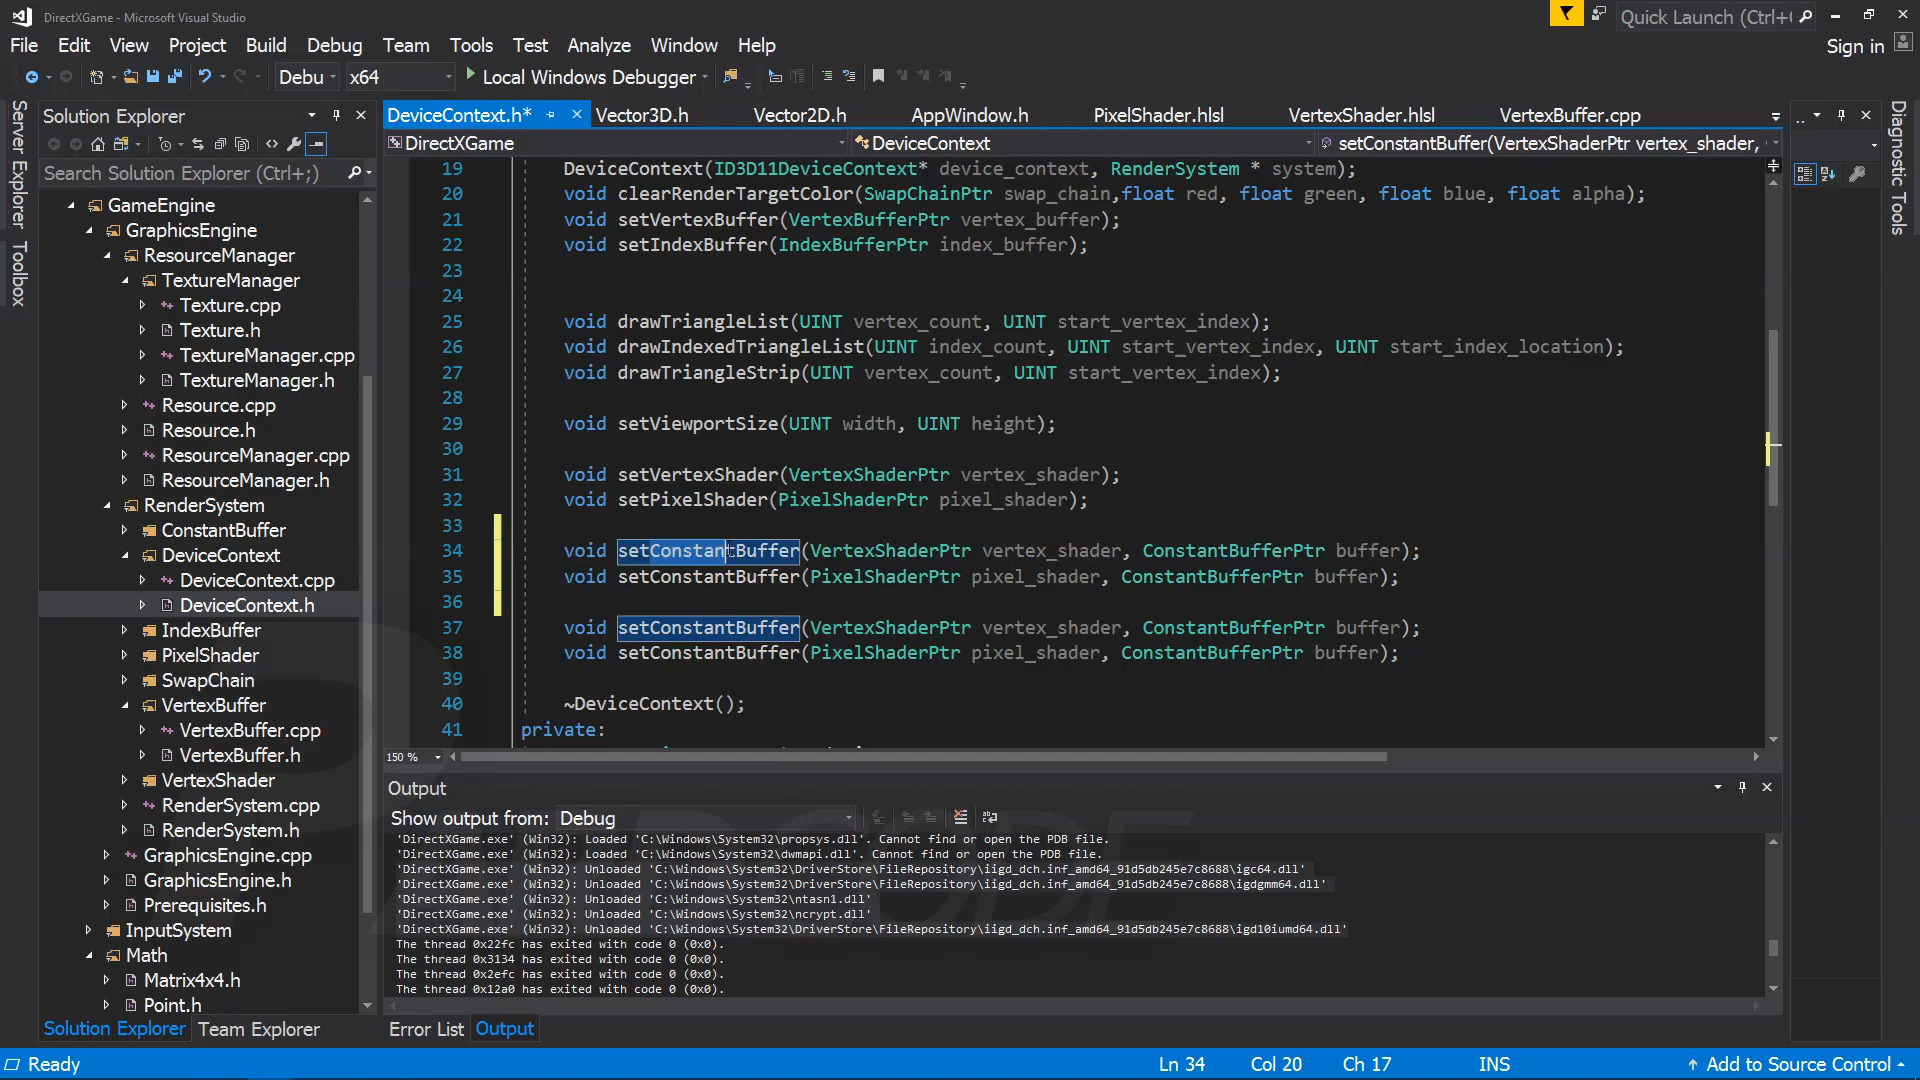 DirectXGame - Microsoft Visual Studio
Quick Launch (Ctrl+
File Edit View Project Build Debug Team Tools Test Analyze Window Help
Sign in
Debu x64 Local Windows Debugger
Server Explorer
Toolbox
Solution Explorer
Search Solution Explorer (Ctrl+;)
GameEngine
GraphicsEngine
ResourceManager
TextureManager
Texture.cpp
Texture.h
TextureManager.cpp
TextureManager.h
Resource.cpp
Resource.h
ResourceManager.cpp
ResourceManager.h
RenderSystem
ConstantBuffer
DeviceContext
DeviceContext.cpp
DeviceContext.h
IndexBuffer
PixelShader
SwapChain
VertexBuffer
VertexBuffer.cpp
VertexBuffer.h
VertexShader
RenderSystem.cpp
RenderSystem.h
GraphicsEngine.cpp
GraphicsEngine.h
Prerequisites.h
InputSystem
Math
Matrix4x4.h
Point.h
Solution Explorer Team Explorer
DeviceContext.h* Vector3D.h Vector2D.h AppWindow.h PixelShader.hlsl VertexShader.hlsl VertexBuffer.cpp
DirectXGame DeviceContext setConstantBuffer(VertexShaderPtr vertex_shader,
19 DeviceContext(ID3D11DeviceContext* device_context, RenderSystem * system);
20 void clearRenderTargetColor(SwapChainPtr swap_chain,float red, float green, float blue, float alpha);
21 void setVertexBuffer(VertexBufferPtr vertex_buffer);
22 void setIndexBuffer(IndexBufferPtr index_buffer);
23
24
25 void drawTriangleList(UINT vertex_count, UINT start_vertex_index);
26 void drawIndexedTriangleList(UINT index_count, UINT start_vertex_index, UINT start_index_location);
27 void drawTriangleStrip(UINT vertex_count, UINT start_vertex_index);
28
29 void setViewportSize(UINT width, UINT height);
30
31 void setVertexShader(VertexShaderPtr vertex_shader);
32 void setPixelShader(PixelShaderPtr pixel_shader);
33
34 void setConstantBuffer(VertexShaderPtr vertex_shader, ConstantBufferPtr buffer);
35 void setConstantBuffer(PixelShaderPtr pixel_shader, ConstantBufferPtr buffer);
36
37 void setConstantBuffer(VertexShaderPtr vertex_shader, ConstantBufferPtr buffer);
38 void setConstantBuffer(PixelShaderPtr pixel_shader, ConstantBufferPtr buffer);
39
40 ~DeviceContext();
41 private:
150 %
Output
Show output from: Debug
'DirectXGame.exe' (Win32): Loaded 'C:\Windows\System32\propsys.dll'. Cannot find or open the PDB file.
'DirectXGame.exe' (Win32): Loaded 'C:\Windows\System32\dwmapi.dll'. Cannot find or open the PDB file.
'DirectXGame.exe' (Win32): Unloaded 'C:\Windows\System32\DriverStore\FileRepository\iigd_dch.inf_amd64_91d5db245e7c8688\igc64.dll'
'DirectXGame.exe' (Win32): Unloaded 'C:\Windows\System32\DriverStore\FileRepository\iigd_dch.inf_amd64_91d5db245e7c8688\igdgmm64.dll'
'DirectXGame.exe' (Win32): Unloaded 'C:\Windows\System32\ntasn1.dll'
'DirectXGame.exe' (Win32): Unloaded 'C:\Windows\System32\ncrypt.dll'
'DirectXGame.exe' (Win32): Unloaded 'C:\Windows\System32\DriverStore\FileRepository\iigd_dch.inf_amd64_91d5db245e7c8688\igd10iumd64.dll'
The thread 0x22fc has exited with code 0 (0x0).
The thread 0x3134 has exited with code 0 (0x0).
The thread 0x2efc has exited with code 0 (0x0).
The thread 0x12a0 has exited with code 0 (0x0).
Error List Output
Diagnostic Tools
Ready Ln 34 Col 20 Ch 17 INS Add to Source Control